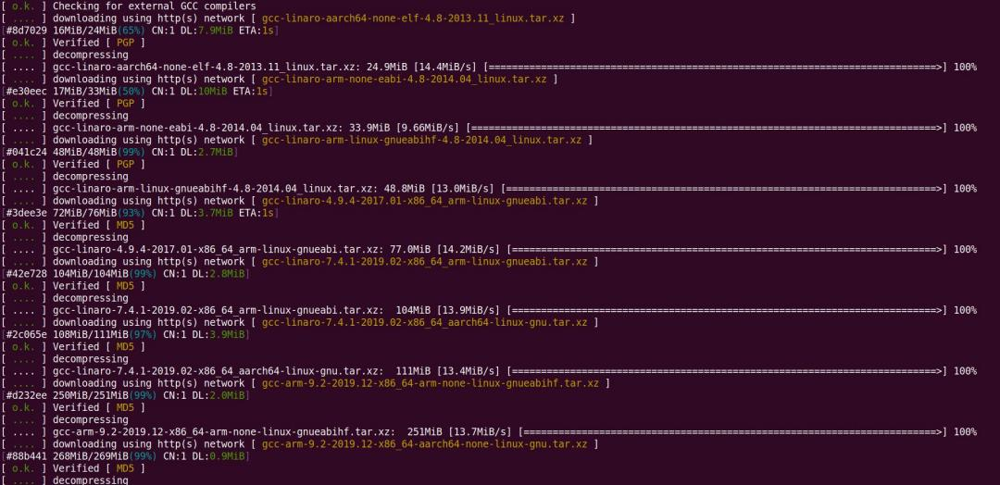 [ o.k. ] Checking for external GCC compilers
[ .... ] downloading using http(s) network [ gcc-linaro-aarch64-none-elf-4.8-2013.11_linux.tar.xz ]
[#8d7029 16MiB/24MiB(65%) CN:1 DL:7.9MiB ETA:1s]
[ o.k. ] Verified [ PGP ]
[ .... ] decompressing
[ .... ] gcc-linaro-aarch64-none-elf-4.8-2013.11_linux.tar.xz: 24.9MiB [14.4MiB/s] [=============================================================================>] 100%
[ .... ] downloading using http(s) network [ gcc-linaro-arm-none-eabi-4.8-2014.04_linux.tar.xz ]
[#e30eec 17MiB/33MiB(50%) CN:1 DL:10MiB ETA:1s]
[ o.k. ] Verified [ PGP ]
[ .... ] decompressing
[ .... ] gcc-linaro-arm-none-eabi-4.8-2014.04_linux.tar.xz: 33.9MiB [9.66MiB/s] [================================================================================>] 100%
[ .... ] downloading using http(s) network [ gcc-linaro-arm-linux-gnueabihf-4.8-2014.04_linux.tar.xz ]
[#041c24 48MiB/48MiB(99%) CN:1 DL:2.7MiB]
[ o.k. ] Verified [ PGP ]
[ .... ] decompressing
[ .... ] gcc-linaro-arm-linux-gnueabihf-4.8-2014.04_linux.tar.xz: 48.8MiB [13.0MiB/s] [==========================================================================>] 100%
[ .... ] downloading using http(s) network [ gcc-linaro-4.9.4-2017.01-x86_64_arm-linux-gnueabi.tar.xz ]
[#3dee3e 72MiB/76MiB(93%) CN:1 DL:3.7MiB ETA:1s]
[ o.k. ] Verified [ MD5 ]
[ .... ] decompressing
[ .... ] gcc-linaro-4.9.4-2017.01-x86_64_arm-linux-gnueabi.tar.xz: 77.0MiB [14.2MiB/s] [=========================================================================>] 100%
[ .... ] downloading using http(s) network [ gcc-linaro-7.4.1-2019.02-x86_64_arm-linux-gnueabi.tar.xz ]
[#42e728 104MiB/104MiB(99%) CN:1 DL:2.8MiB]
[ o.k. ] Verified [ MD5 ]
[ .... ] decompressing
[ .... ] gcc-linaro-7.4.1-2019.02-x86_64_arm-linux-gnueabi.tar.xz:  104MiB [13.9MiB/s] [=========================================================================>] 100%
[ .... ] downloading using http(s) network [ gcc-linaro-7.4.1-2019.02-x86_64_aarch64-linux-gnu.tar.xz ]
[#2c065e 108MiB/111MiB(97%) CN:1 DL:3.9MiB]
[ o.k. ] Verified [ MD5 ]
[ .... ] decompressing
[ .... ] gcc-linaro-7.4.1-2019.02-x86_64_aarch64-linux-gnu.tar.xz:  111MiB [13.4MiB/s] [=========================================================================>] 100%
[ .... ] downloading using http(s) network [ gcc-arm-9.2-2019.12-x86_64-arm-none-linux-gnueabihf.tar.xz ]
[#d232ee 250MiB/251MiB(99%) CN:1 DL:2.0MiB]
[ o.k. ] Verified [ MD5 ]
[ .... ] decompressing
[ .... ] gcc-arm-9.2-2019.12-x86_64-arm-none-linux-gnueabihf.tar.xz:  251MiB [13.7MiB/s] [=======================================================================>] 100%
[ .... ] downloading using http(s) network [ gcc-arm-9.2-2019.12-x86_64-aarch64-none-linux-gnu.tar.xz ]
[#88b441 268MiB/269MiB(99%) CN:1 DL:0.9MiB]
[ o.k. ] Verified [ MD5 ]
[ .... ] decompressing